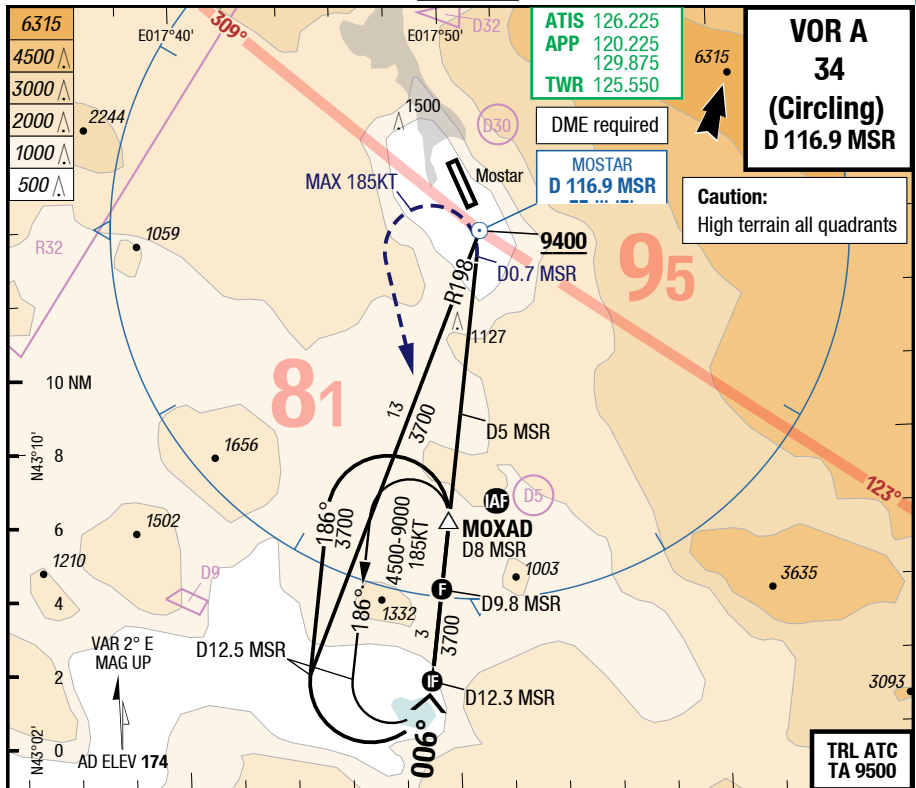 6315
4500
3000
2000
1000
500
309°
E017°40'
E017°50'
D32
ATIS 126.225
APP 120.225
129.875
TWR 125.550
6315
VOR A
34
(Circling)
D 116.9 MSR
2244
1500
D30
DME required
MOSTAR
D 116.9 MSR
Mostar
MAX 185KT
Caution:
High terrain all quadrants
R32
1059
9400
D0.7 MSR
95
R198
1127
10 NM
81
13
3700
D5 MSR
N43°10'
8
1656
123°
186°
3700
4500-9000
185KT
IAF
D5
MOXAD
D8 MSR
6
1502
1210
D9
4
186°
1332
F
D9.8 MSR
1003
3635
3
3700
VAR 2° E
MAG UP
D12.5 MSR
2
IF
D12.3 MSR
3093
N43°02'
0
AD ELEV 174
006°
TRL ATC
TA 9500